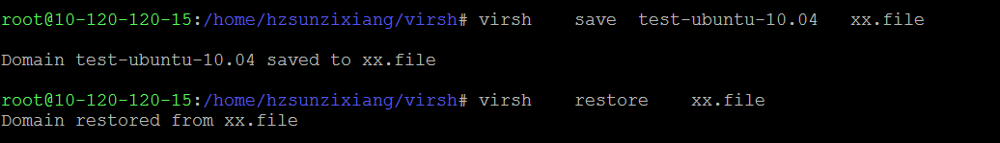 root@10-120-120-15:/home/hzsunzixiang/virsh# virsh    save  test-ubuntu-10.04   xx.file
Domain test-ubuntu-10.04 saved to xx.file
root@10-120-120-15:/home/hzsunzixiang/virsh# virsh    restore    xx.file
Domain restored from xx.file